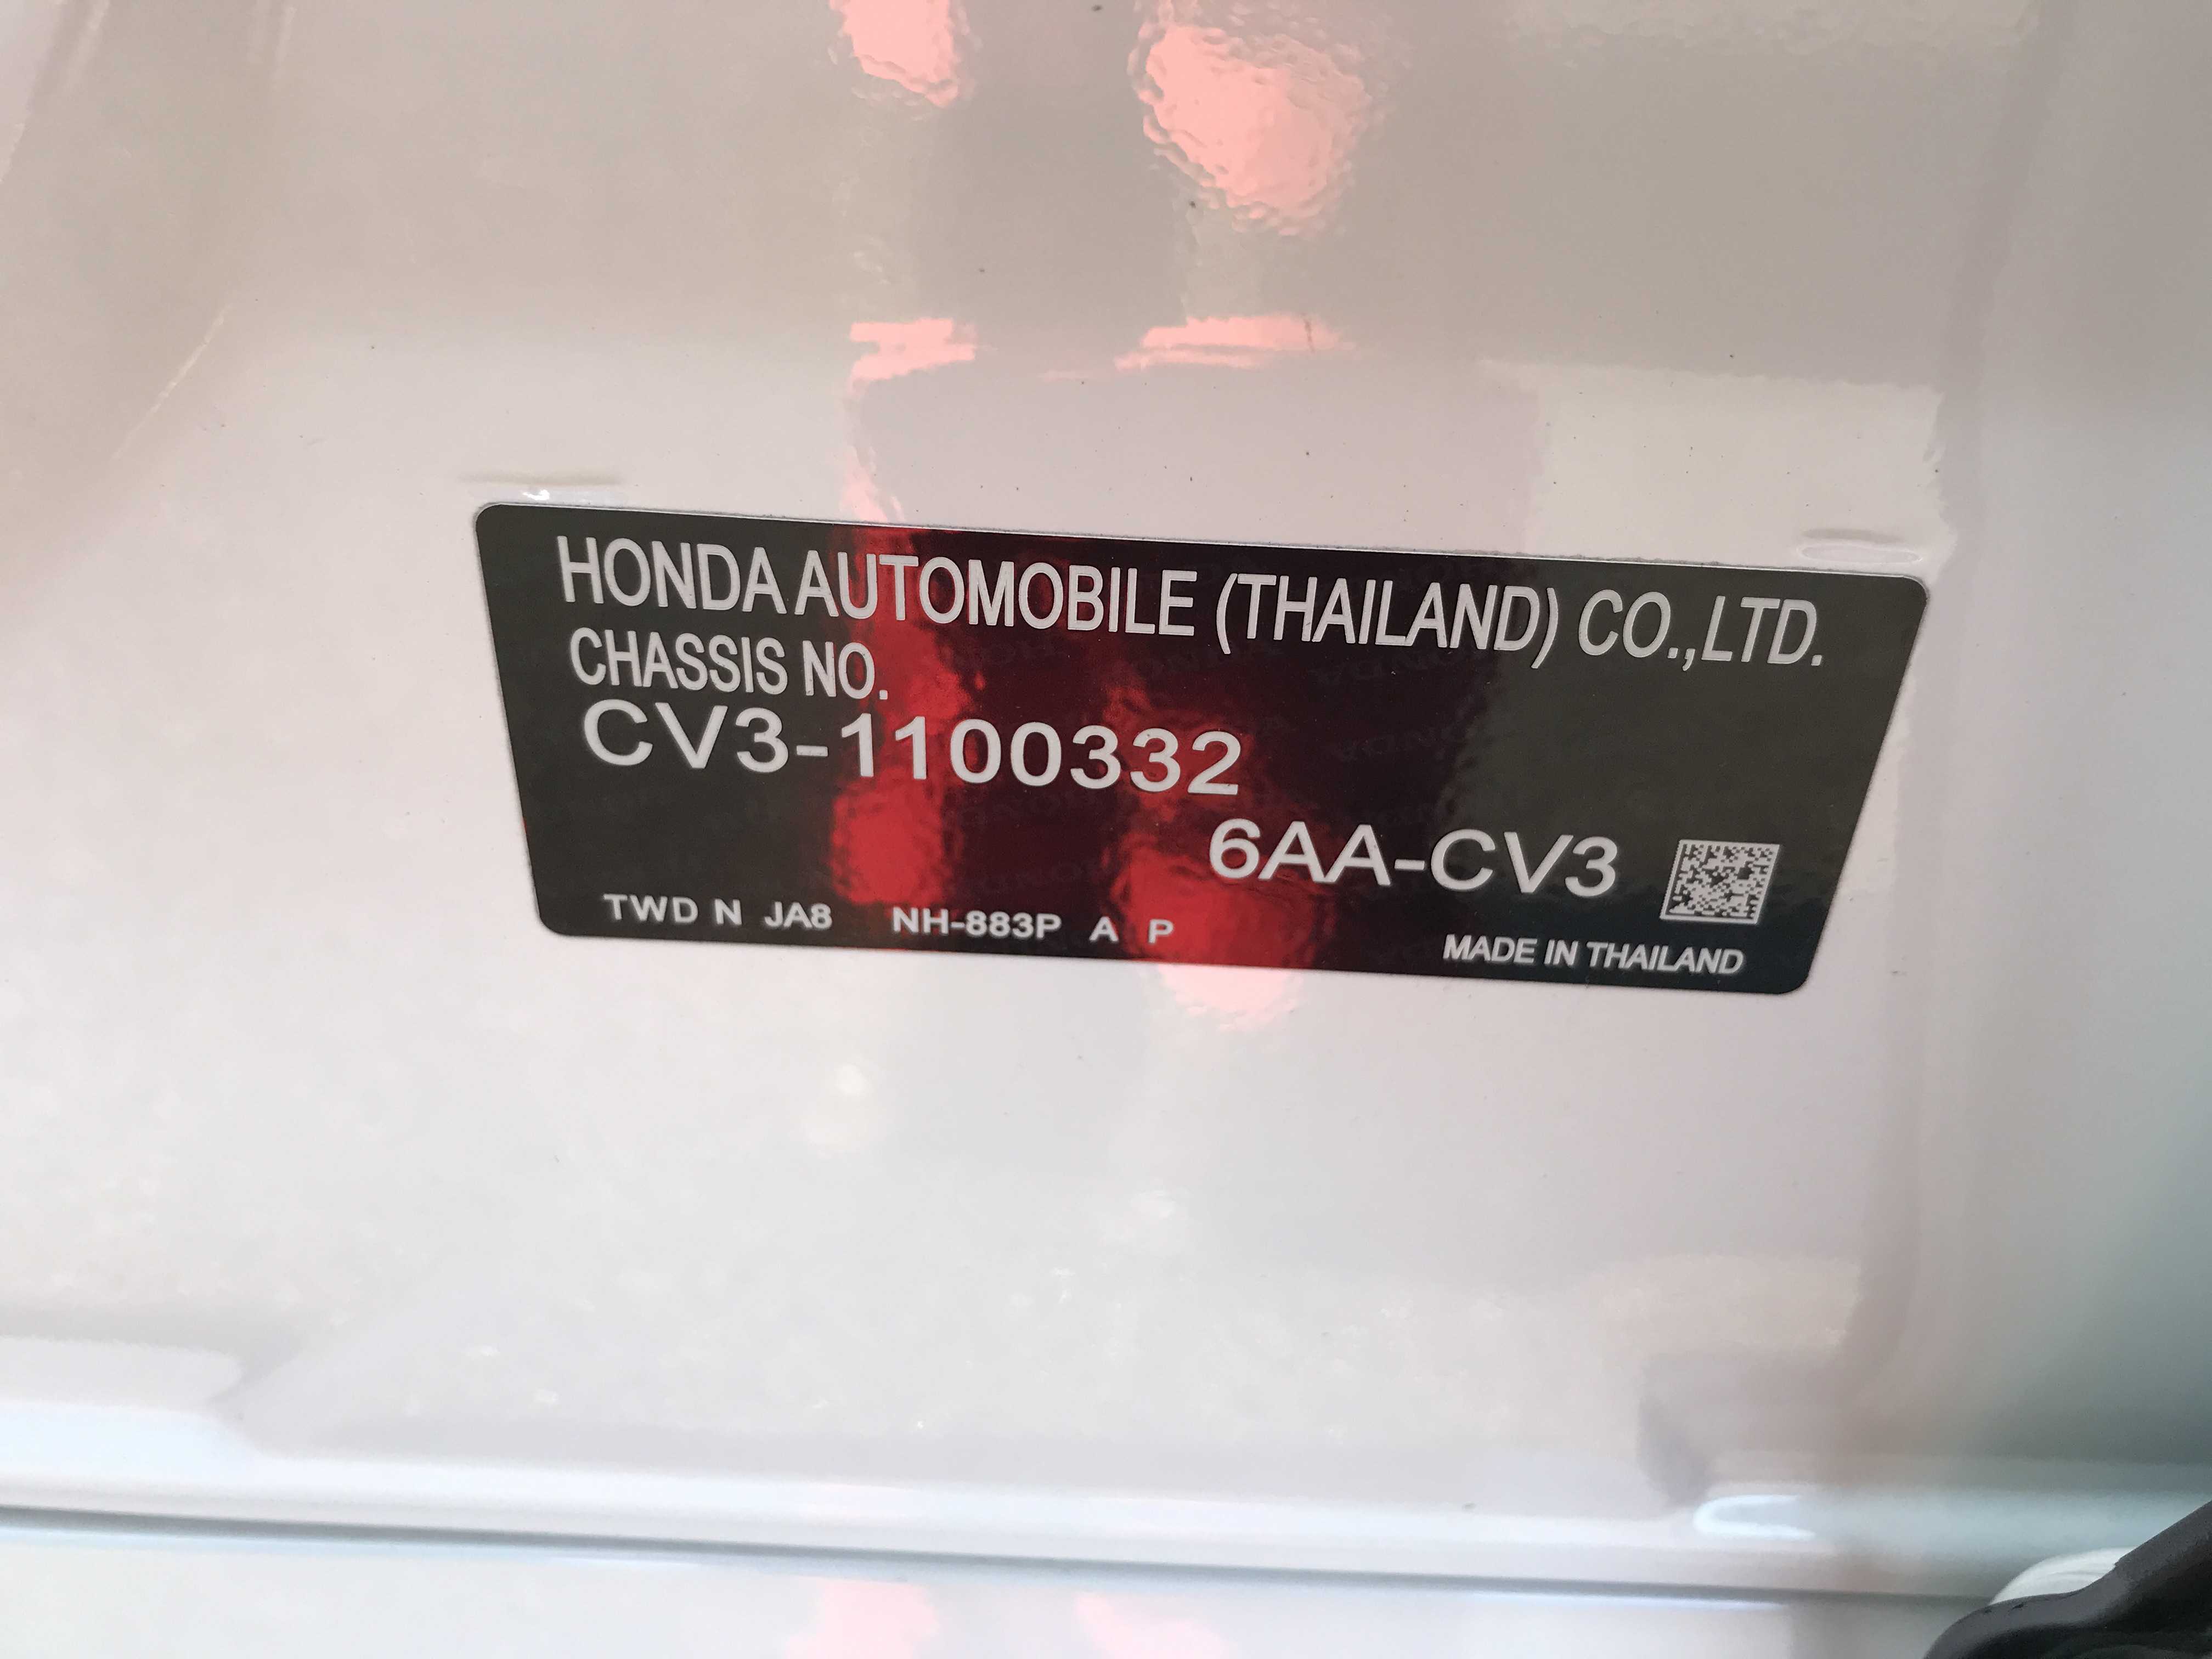 HONDA AUTOMOBILE (THAILAND) CO.,LTD.
CHASSIS NO.
CV3-1100332
6AA-CV3
TWD N JA8 NH-883P A P
MADE IN THAILAND